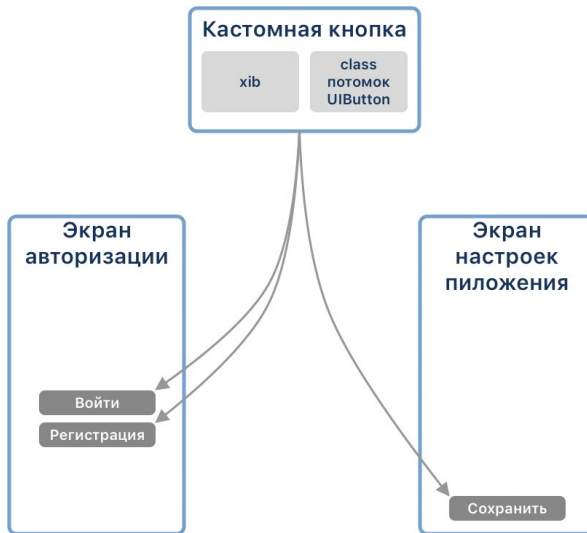 Кастомная кнопка
xib
class
потомок
UIButton
Экран
авторизации
Войти
Регистрация
Экран
настроек
пиложения
Сохранить